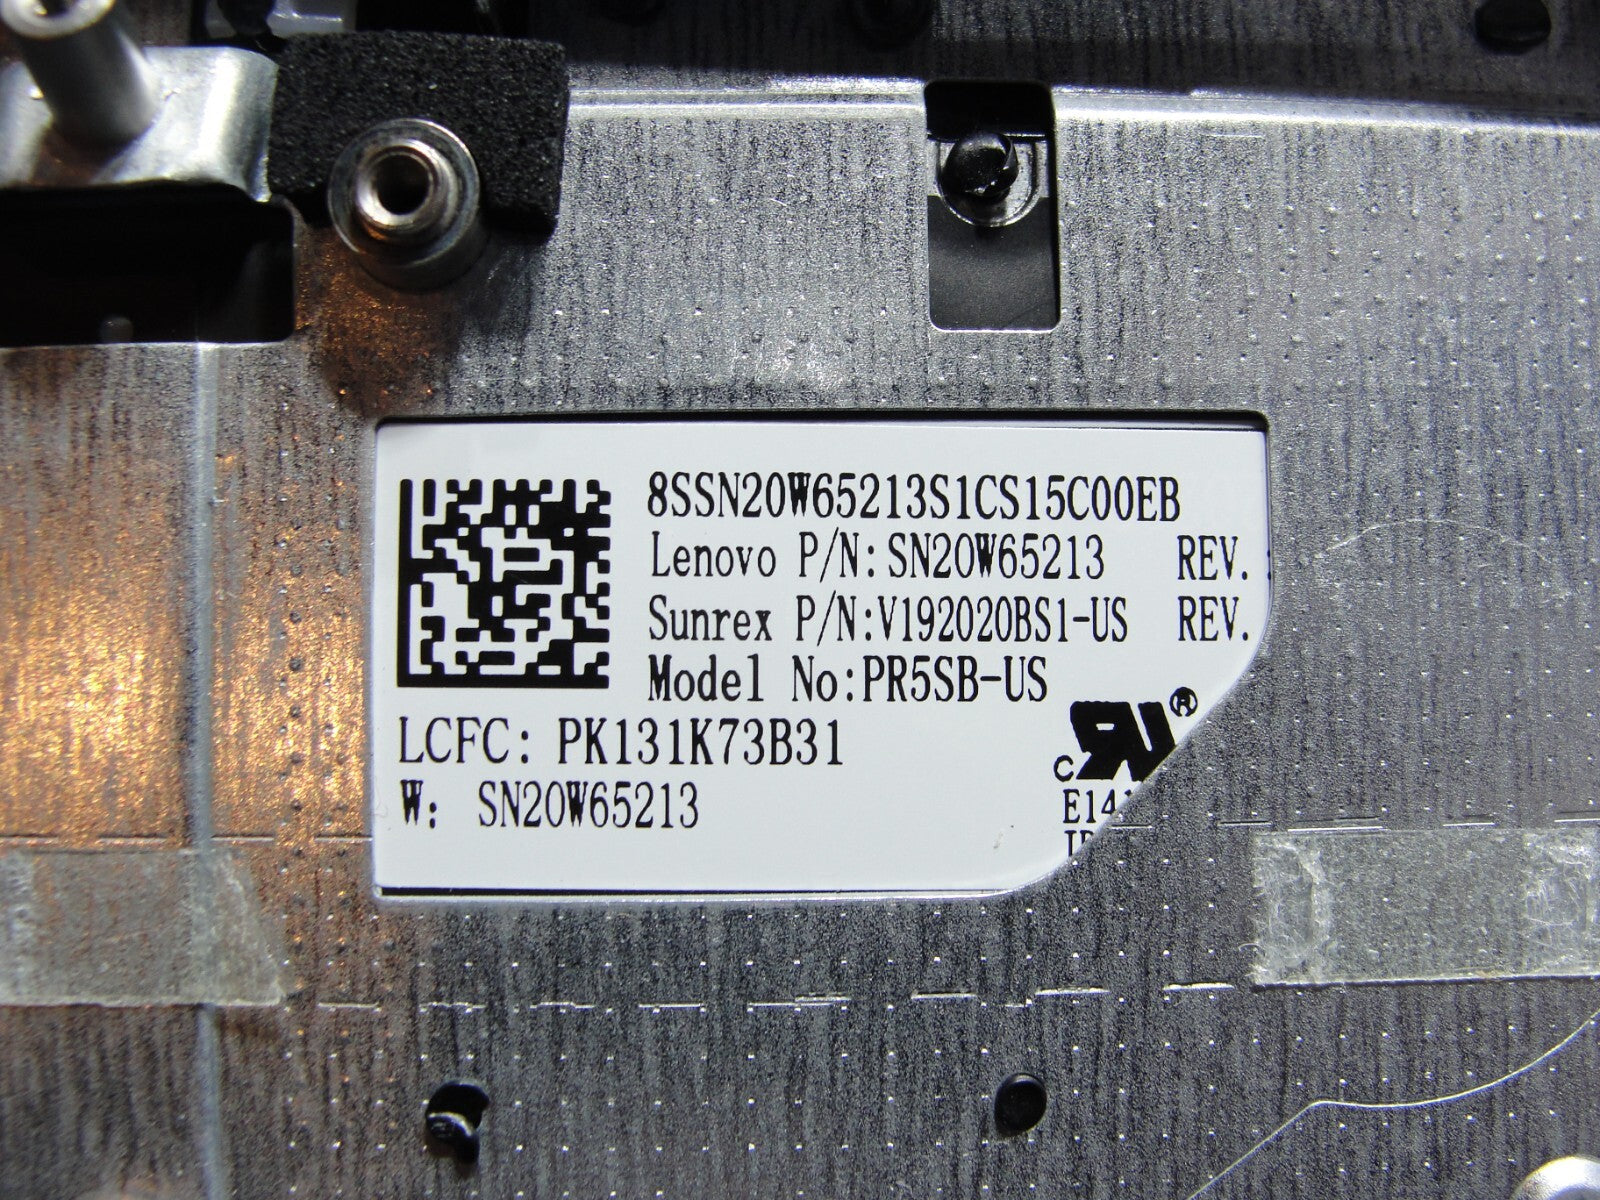 8SSN20W65213S1CS15C00EB
Lenovo P/N: SN20W65213 REV.
Sunrex P/N:V192020BS1-US REV.
Model No:PR5SB-US
LCFC: PK131K73B31
W: SN20W65213